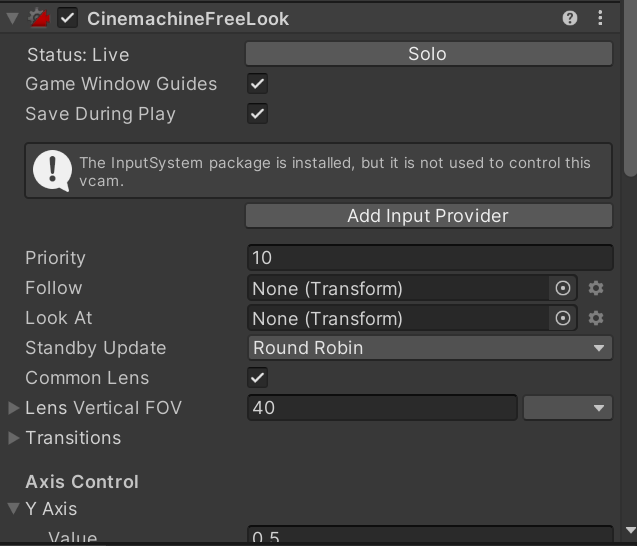 CinemachineFreeLook
Status: Live Solo
Game Window Guides
Save During Play
The InputSystem package is installed, but it is not used to control this
vcam.
Add Input Provider
Priority 10
Follow None (Transform)
Look At None (Transform)
Standby Update Round Robin
Common Lens
Lens Vertical FOV 40
Transitions
Axis Control
Y Axis
Value 0.5